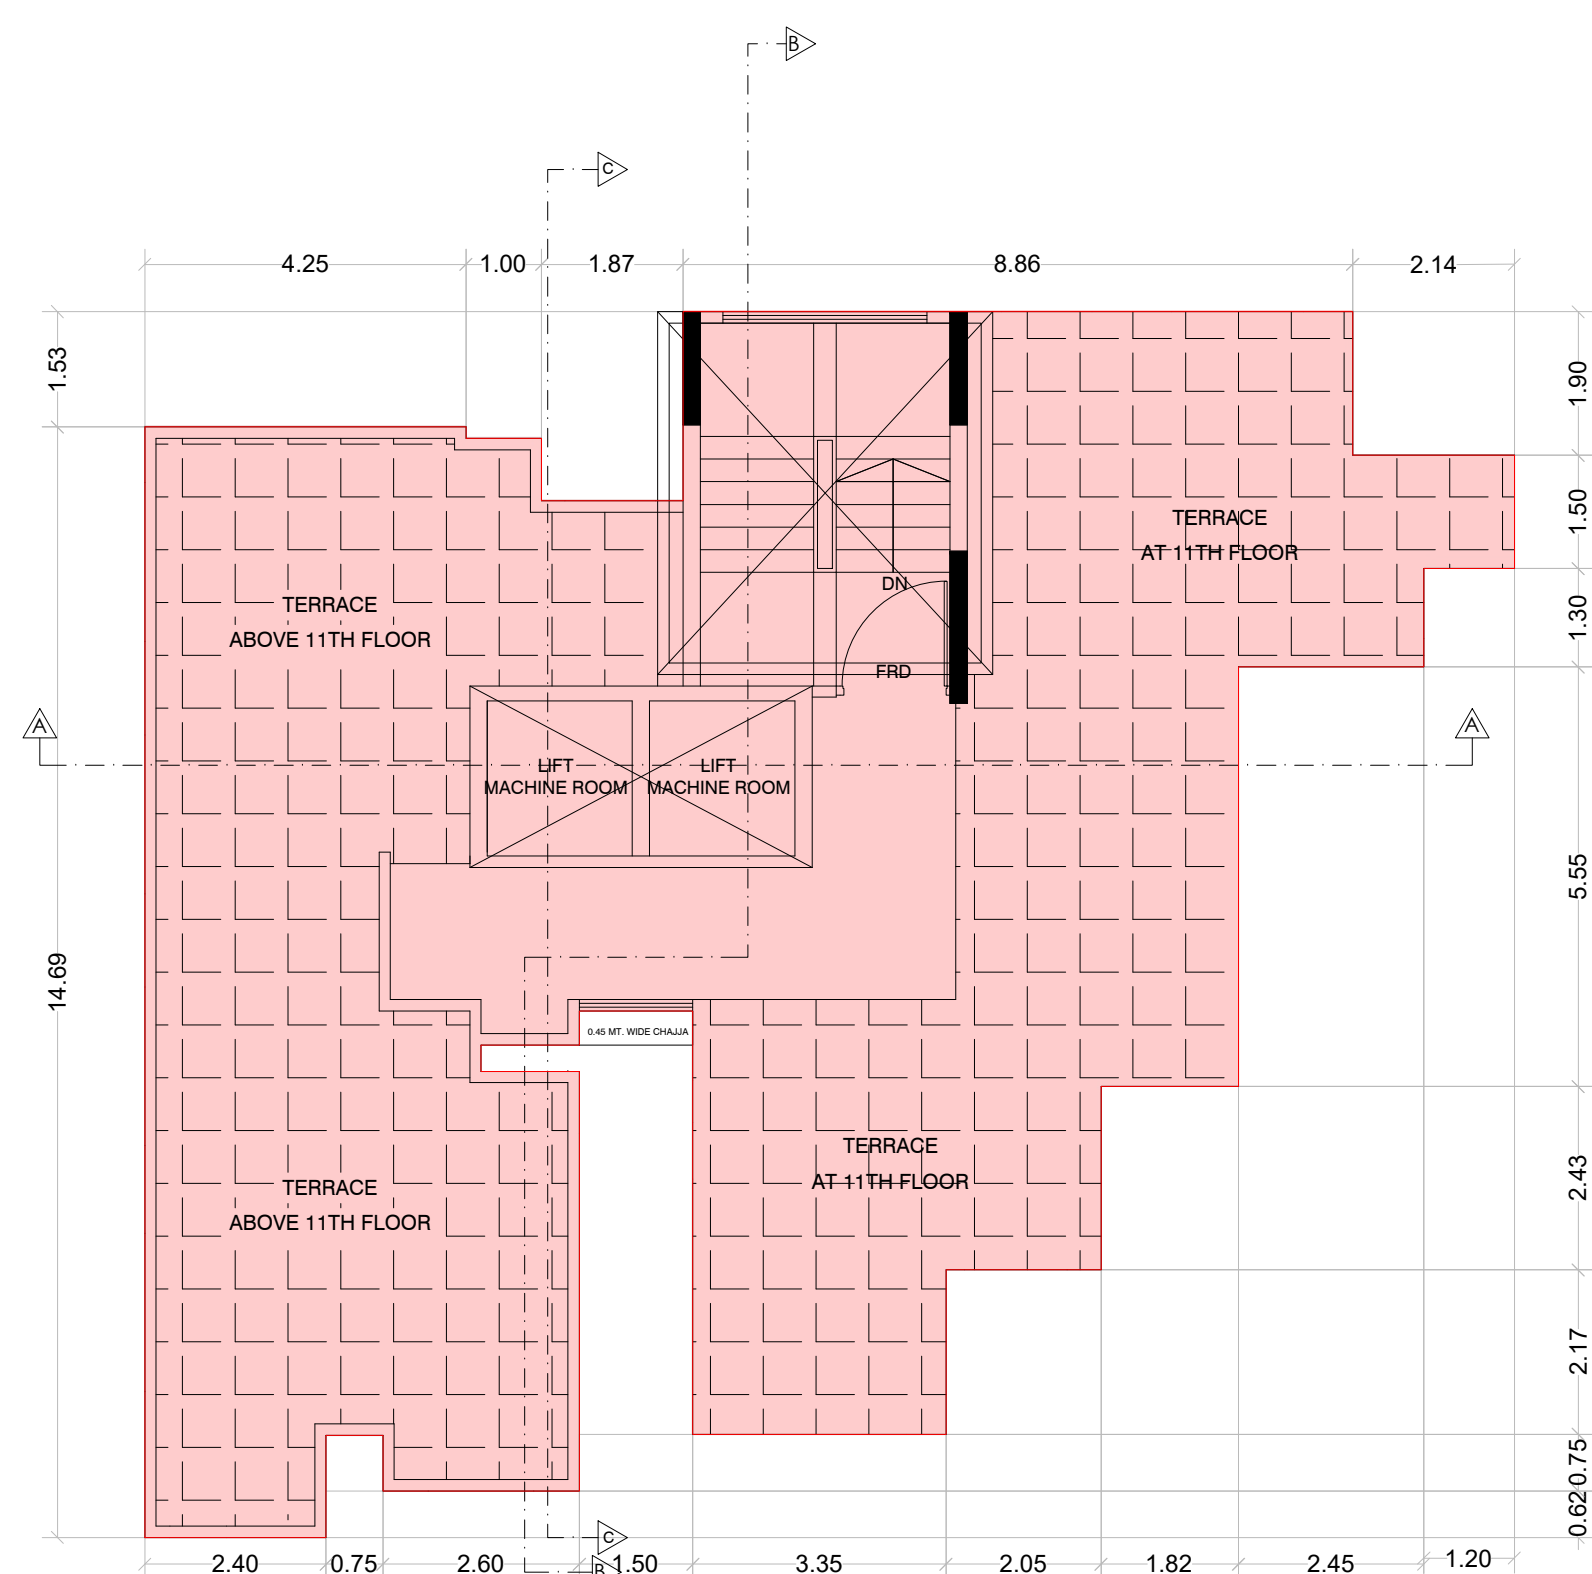 B
C
4.25
1.00
1.87
8.86
2.14
1.53
1.90
1.50
TERRACE
AT 11TH FLOOR
DN
TERRACE
ABOVE 11TH FLOOR
1.30
FRD
A
A
LIFT
MACHINE ROOM
LIFT
MACHINE ROOM
5.55
14.69
0.45 MT. WIDE CHAJJA
TERRACE
AT 11TH FLOOR
2.43
TERRACE
ABOVE 11TH FLOOR
2.17
0.75
0.62
C
B
2.40
0.75
2.60
1.50
3.35
2.05
1.82
2.45
1.20